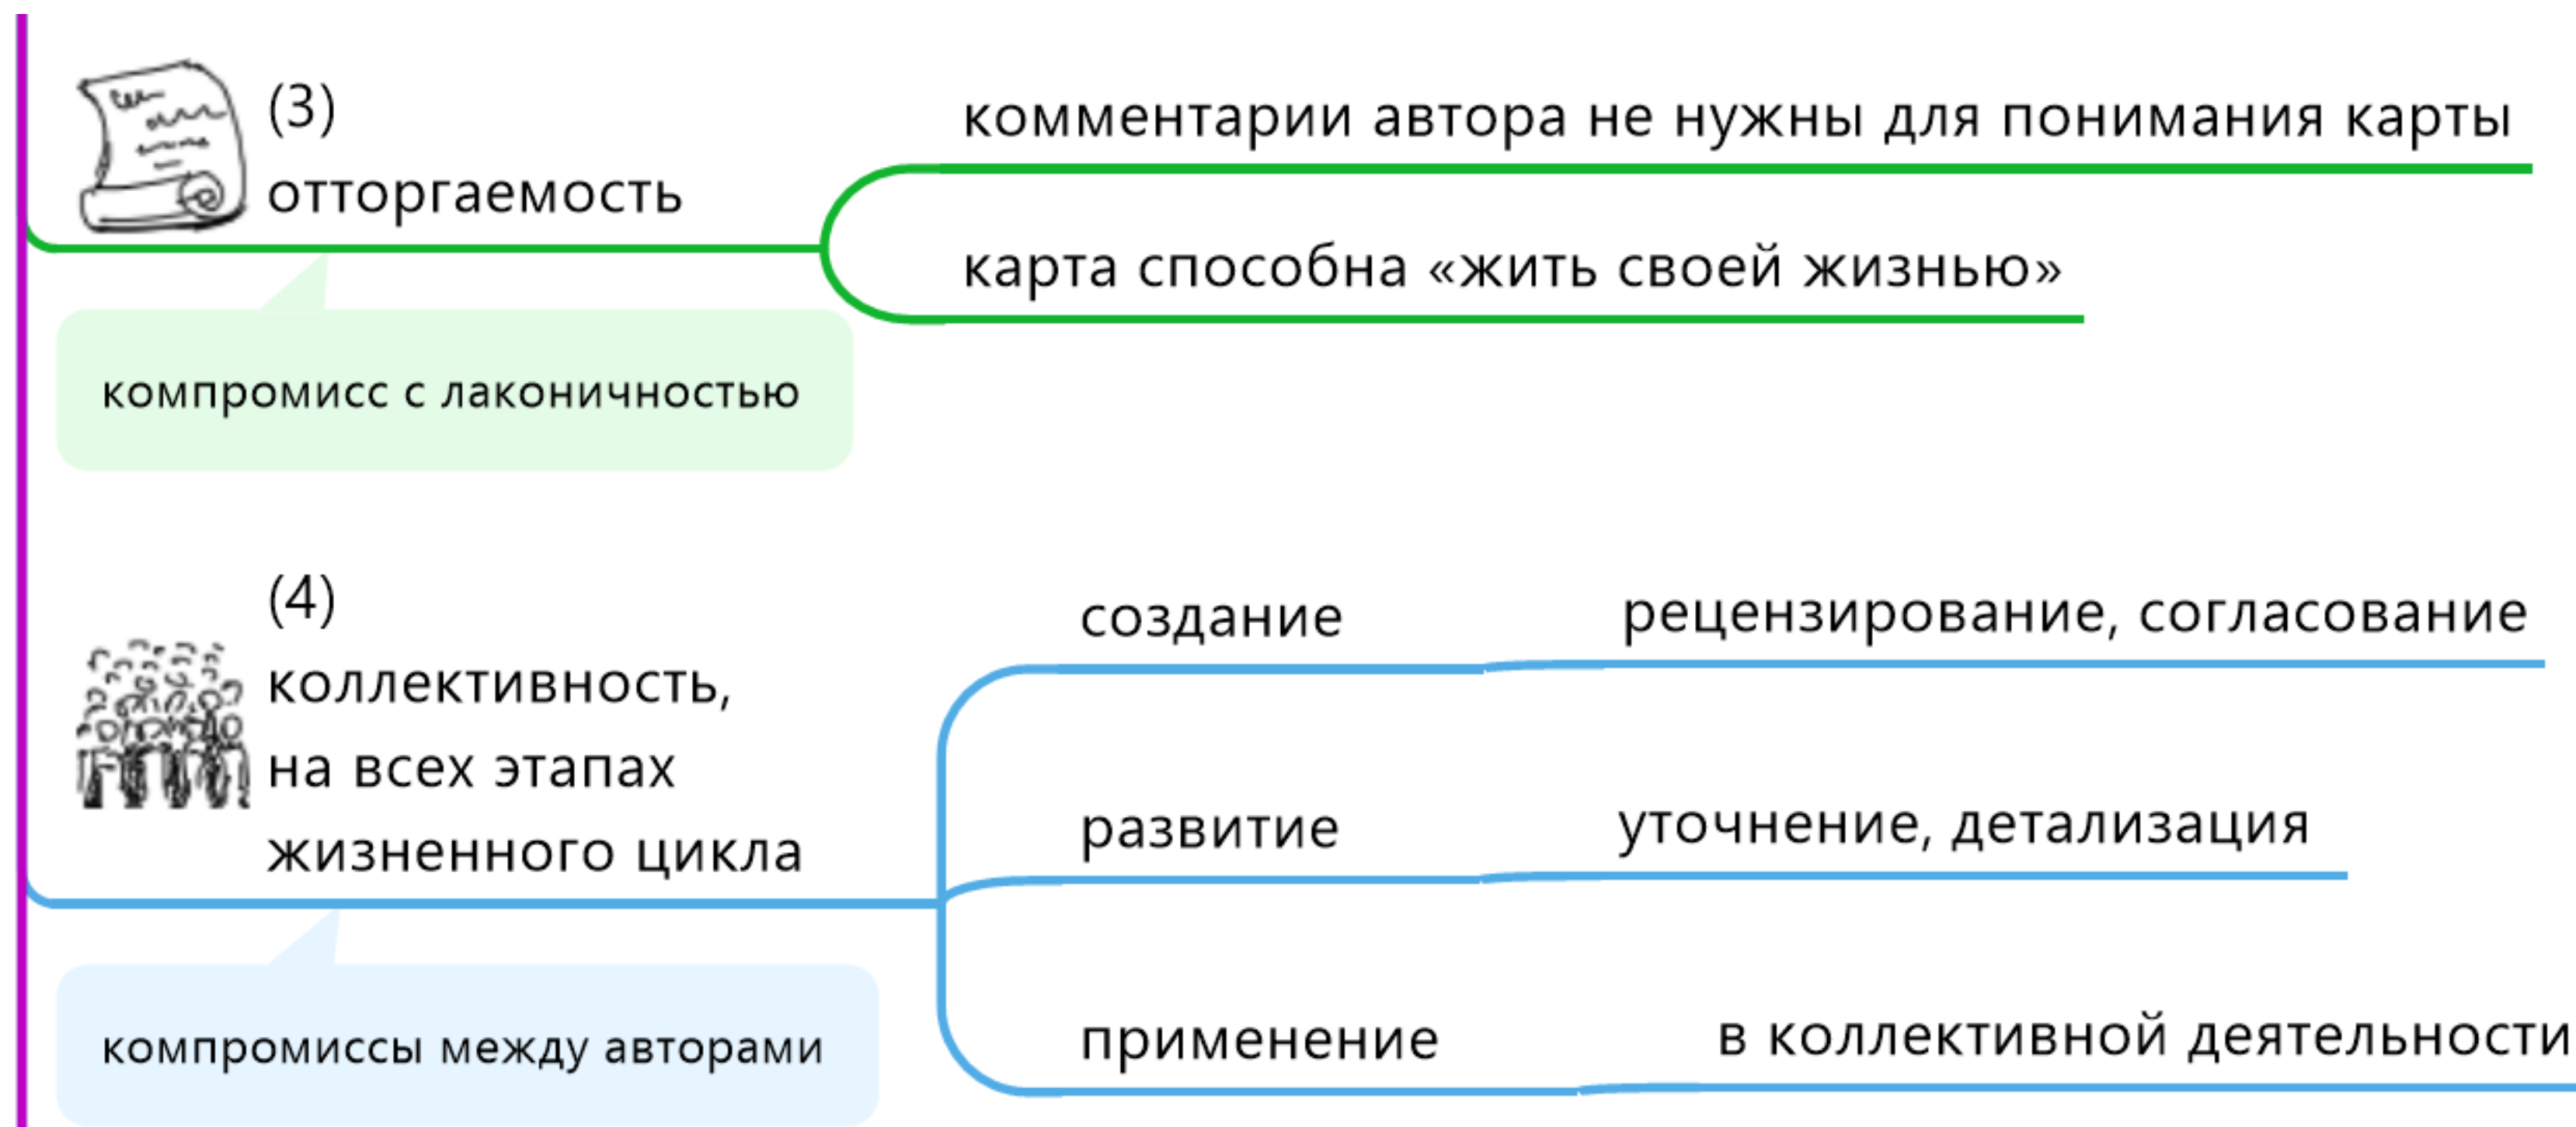 (3)
отторгаемость
комментарии автора не нужны для понимания карты
карта способна «жить своей жизнью»
компромисс с лаконичностью
(4)
коллективность,
на всех этапах
жизненного цикла
создание
рецензирование, согласование
развитие
уточнение, детализация
применение
в коллективной деятельности
компромиссы между авторами